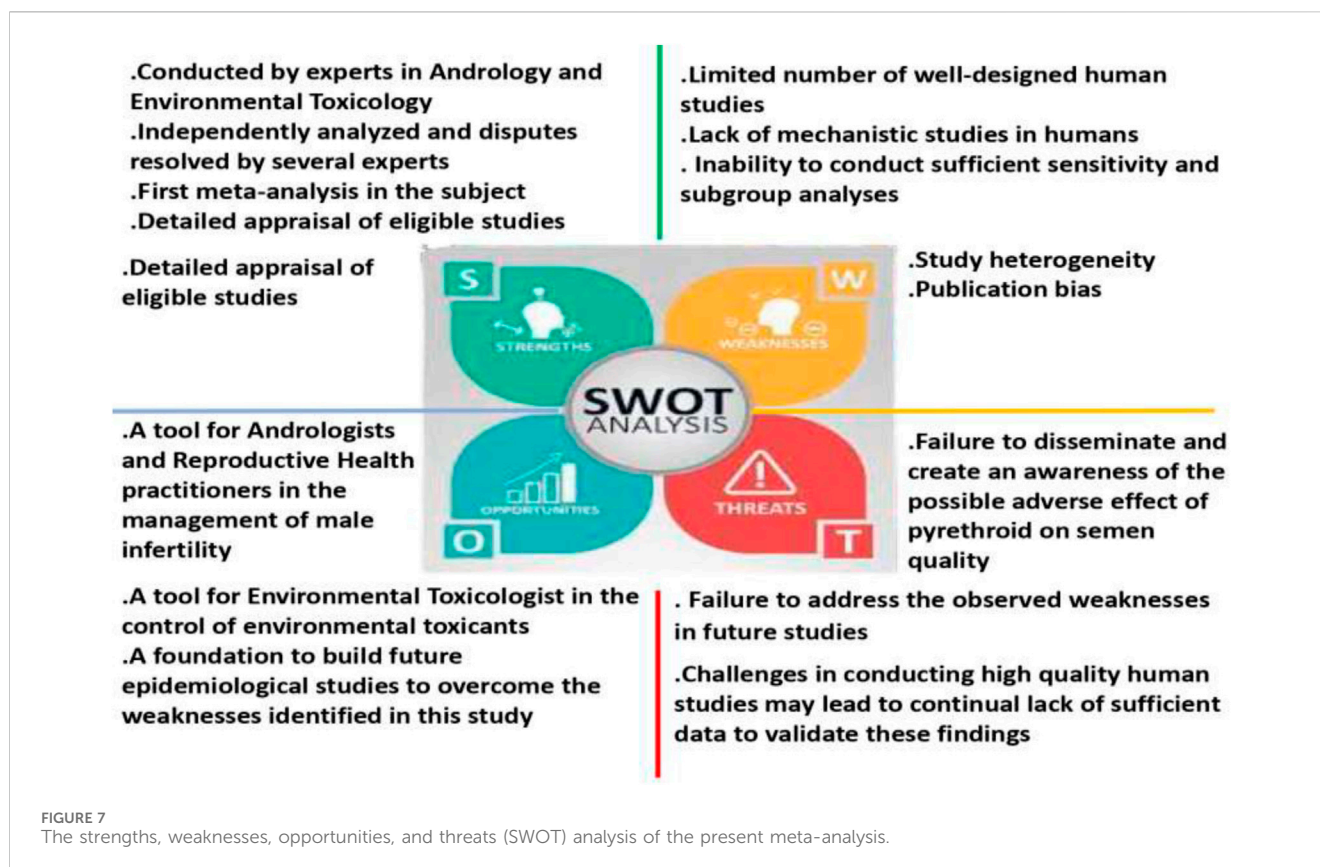 .Conducted by experts in Andrology and
Environmental Toxicology
.Independently analyzed and disputes
resolved by several experts
.First meta-analysis in the subject
.Detailed appraisal of eligible studies
.Detailed appraisal of
eligible studies
.Limited number of well-designed human
studies
.Lack of mechanistic studies in humans
. Inability to conduct sufficient sensitivity and
subgroup analyses
.Study heterogeneity
.Publication bias
S
STRENGTHS
W
WEAKNESSES
SWOT
ANALYSIS
OPPORTUNITIES
O
THREATS
T
.A tool for Andrologists
and Reproductive Health
practitioners in the
management of male
infertility
.A tool for Environmental Toxicologist in the
control of environmental toxicants
.A foundation to build future
epidemiological studies to overcome the
weaknesses identified in this study
.Failure to disseminate and
create an awareness of the
possible adverse effect of
pyrethroid on semen
quality
. Failure to address the observed weaknesses
in future studies
.Challenges in conducting high quality human
studies may lead to continual lack of sufficient
data to validate these findings
FIGURE 7
The strengths, weaknesses, opportunities, and threats (SWOT) analysis of the present meta-analysis.